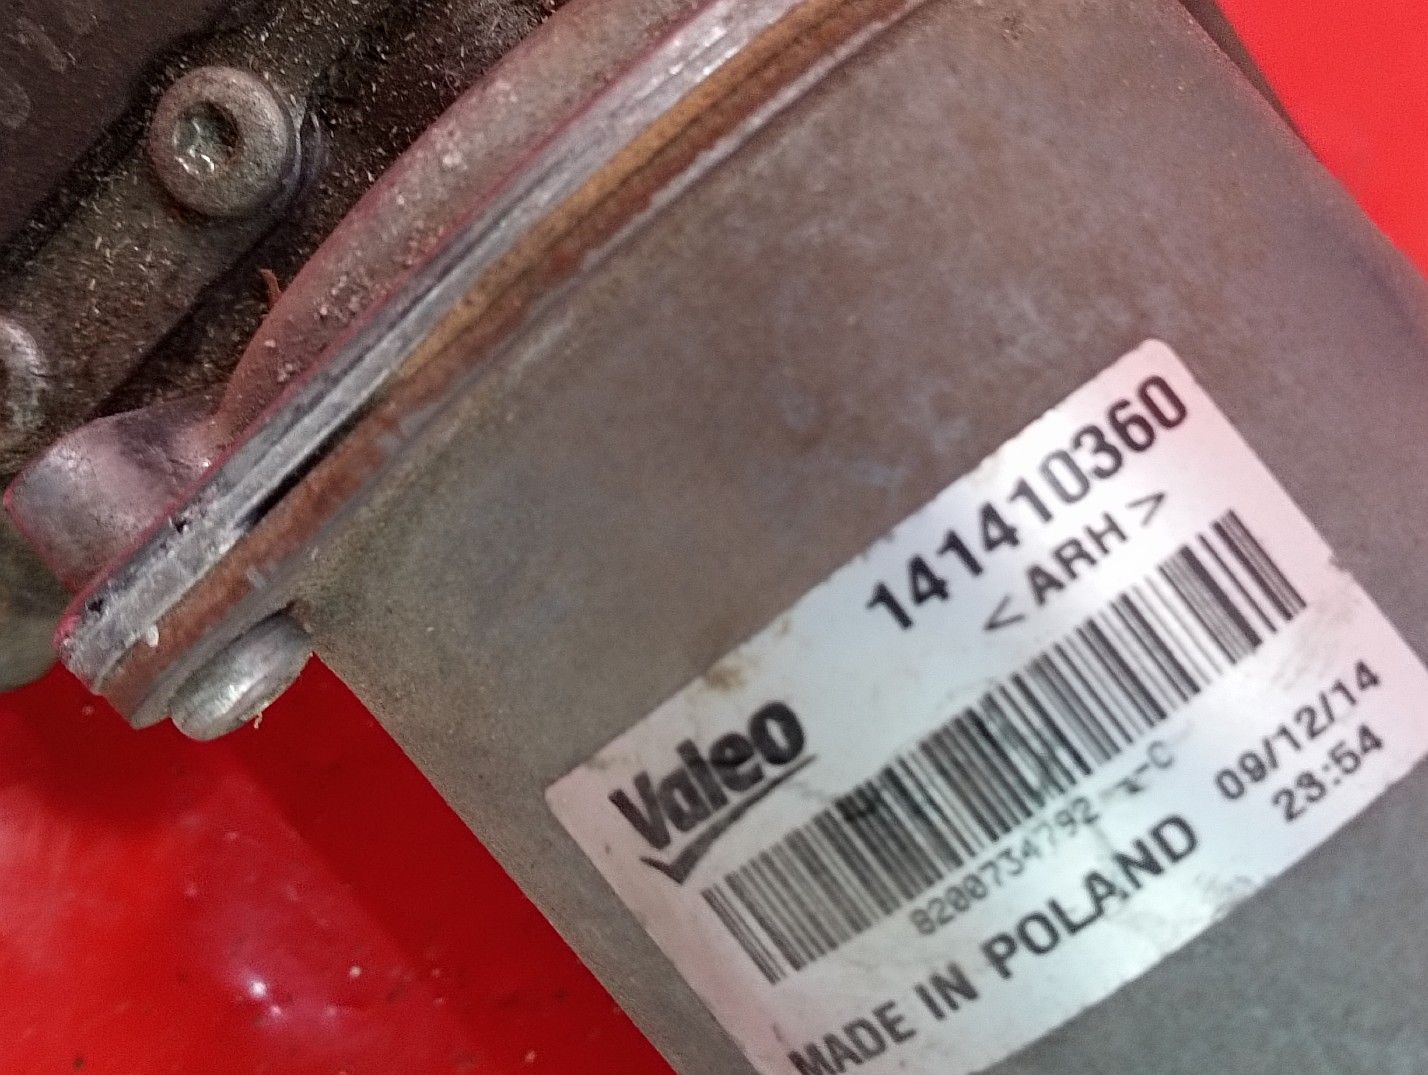 141410360
< ARH >
Valeo
8200734792
09/12/14
23:54
MADE IN POLAND